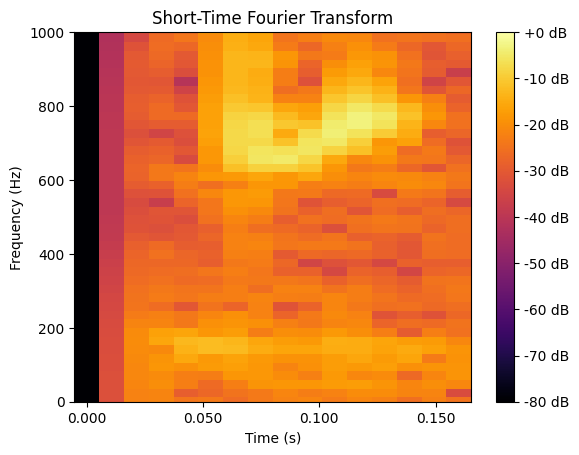 Short-Time Fourier Transform
1000
800
600
400
200
0
Frequency (Hz)
0.000
0.050
0.100
0.150
Time (s)
+0 dB
-10 dB
-20 dB
-30 dB
-40 dB
-50 dB
-60 dB
-70 dB
-80 dB